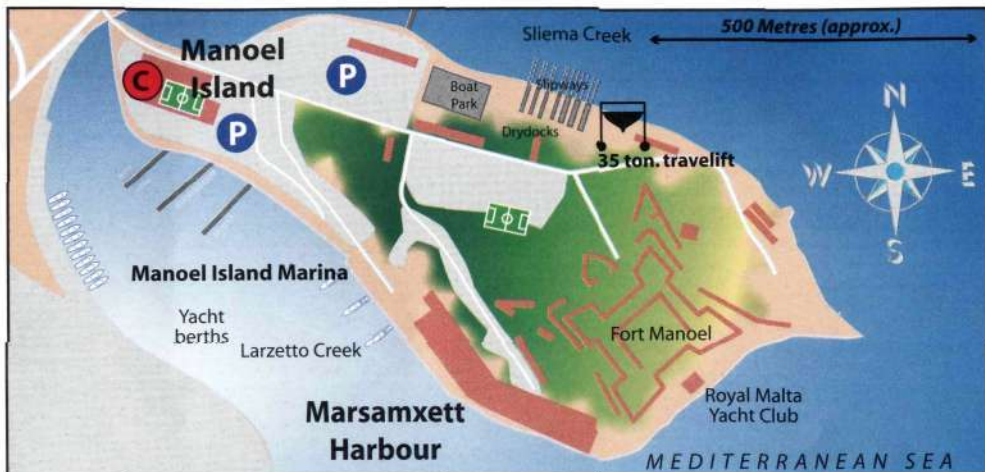 Sliema Creek
500 Metres (approx.)
Manoel
Island
C
P
P
Boat
Park
Slipways
Drydocks
35 ton. travelift
N
W
E
S
Manoel Island Marina
Yacht
berths
Larzetto Creek
Fort Manoel
Marsamxett
Harbour
Royal Malta
Yacht Club
MEDITERRANEAN SEA